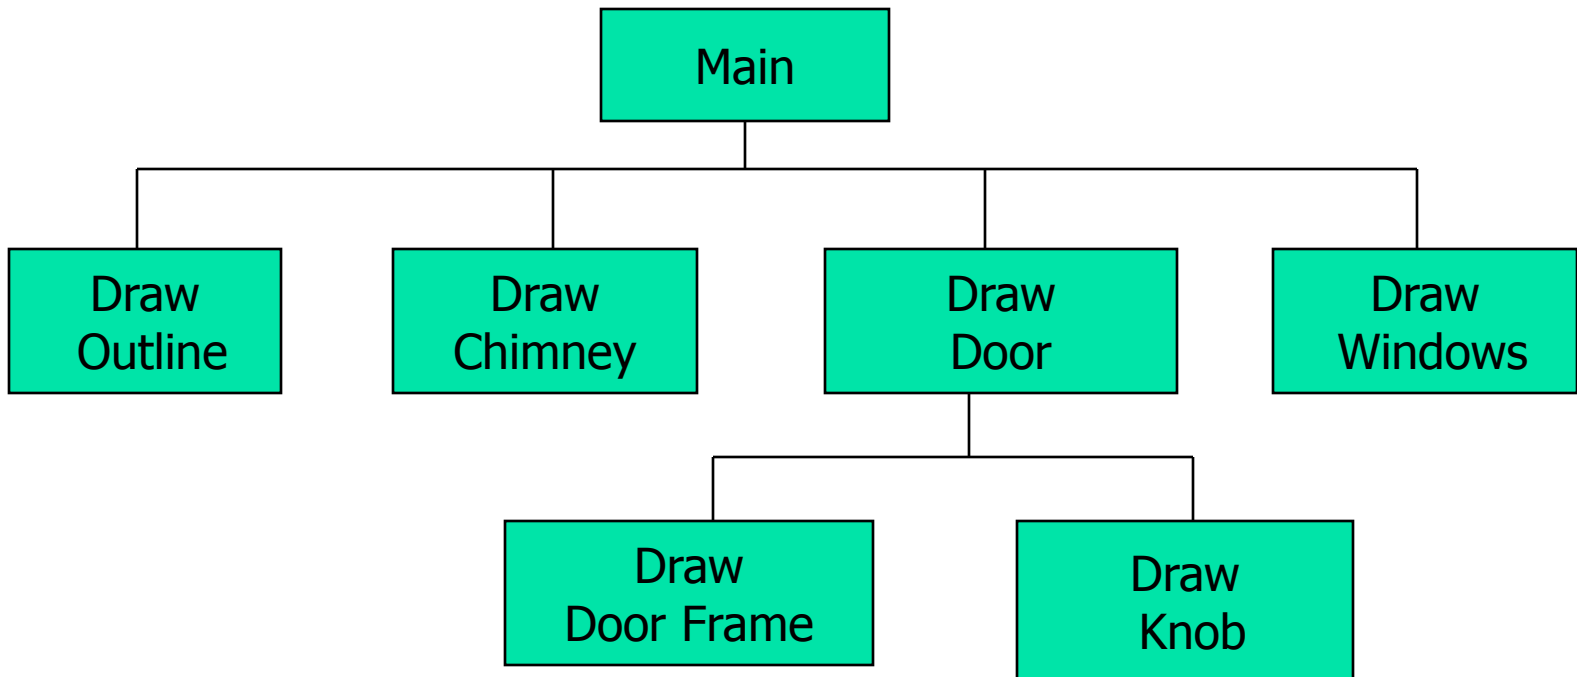 Main
Draw
Outline
Draw
Chimney
Draw
Door
Draw
Windows
Draw
Door Frame
Draw
Knob